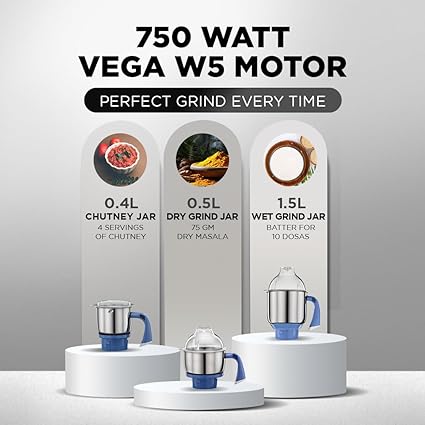 750 WATT
VEGA W5 MOTOR
PERFECT GRIND EVERY TIME
0.4L
CHUTNEY JAR
4 SERVINGS
OF CHUTNEY
0.5L
DRY GRIND JAR
75 GM
DRY MASALA
1.5L
WET GRIND JAR
BATTER FOR
10 DOSAS